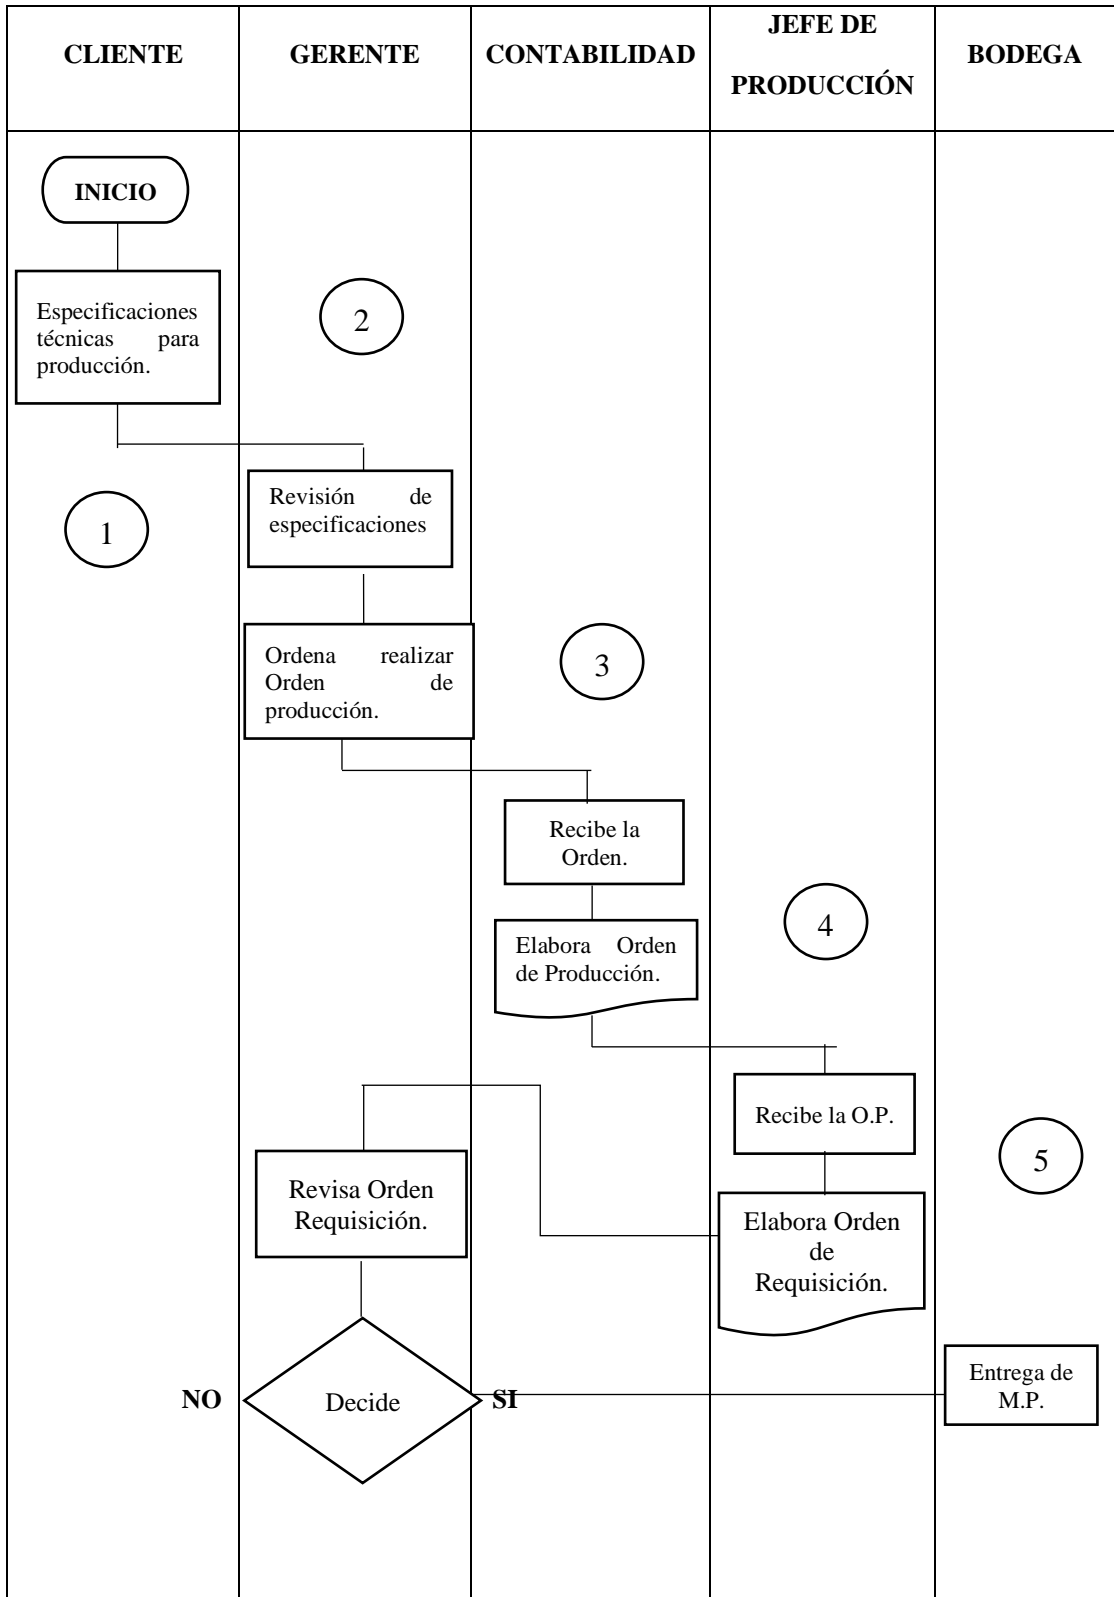 CLIENTE
GERENTE
CONTABILIDAD
JEFE DE
PRODUCCIÓN
BODEGA
INICIO
Especificaciones
técnicas para
producción.
2
Revisión de
especificaciones
1
Ordena realizar
Orden de
producción.
3
Recibe la
Orden.
Elabora Orden
de Producción.
4
Recibe la O.P.
5
Revisa Orden
Requisición.
Elabora Orden
de
Requisición.
NO
Decide
SI
Entrega de
M.P.